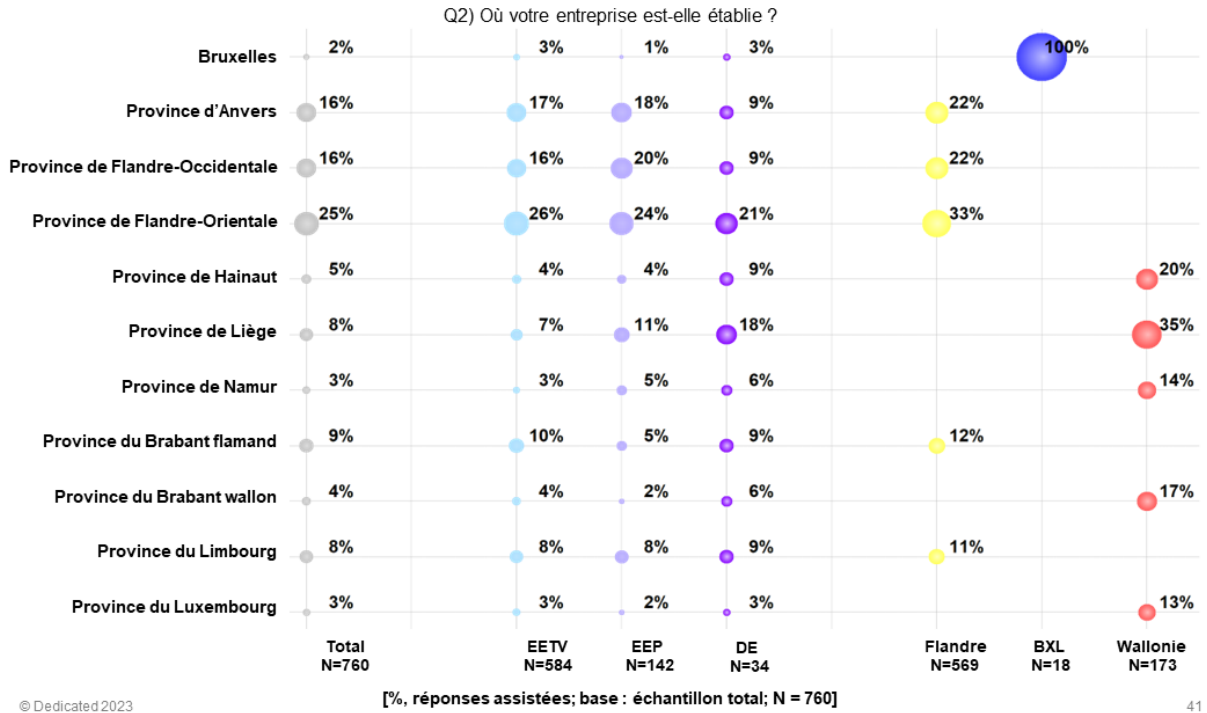 Q2) Où votre entreprise est-elle établie ?
Bruxelles 2% 3% 1% 3% 100%
Province d’Anvers 16% 17% 18% 9% 22%
Province de Flandre-Occidentale 16% 16% 20% 9% 22%
Province de Flandre-Orientale 25% 26% 24% 21% 33%
Province de Hainaut 5% 4% 4% 9% 20%
Province de Liège 8% 7% 11% 18% 35%
Province de Namur 3% 3% 5% 6% 14%
Province du Brabant flamand 9% 10% 5% 9% 12%
Province du Brabant wallon 4% 4% 2% 6% 17%
Province du Limbourg 8% 8% 8% 9% 11%
Province du Luxembourg 3% 3% 2% 3% 13%
Total EETV EEP DE Flandre BXL Wallonie
N=760 N=584 N=142 N=34 N=569 N=18 N=173
[%, réponses assistées; base : échantillon total; N = 760]
© Dedicated 2023 41